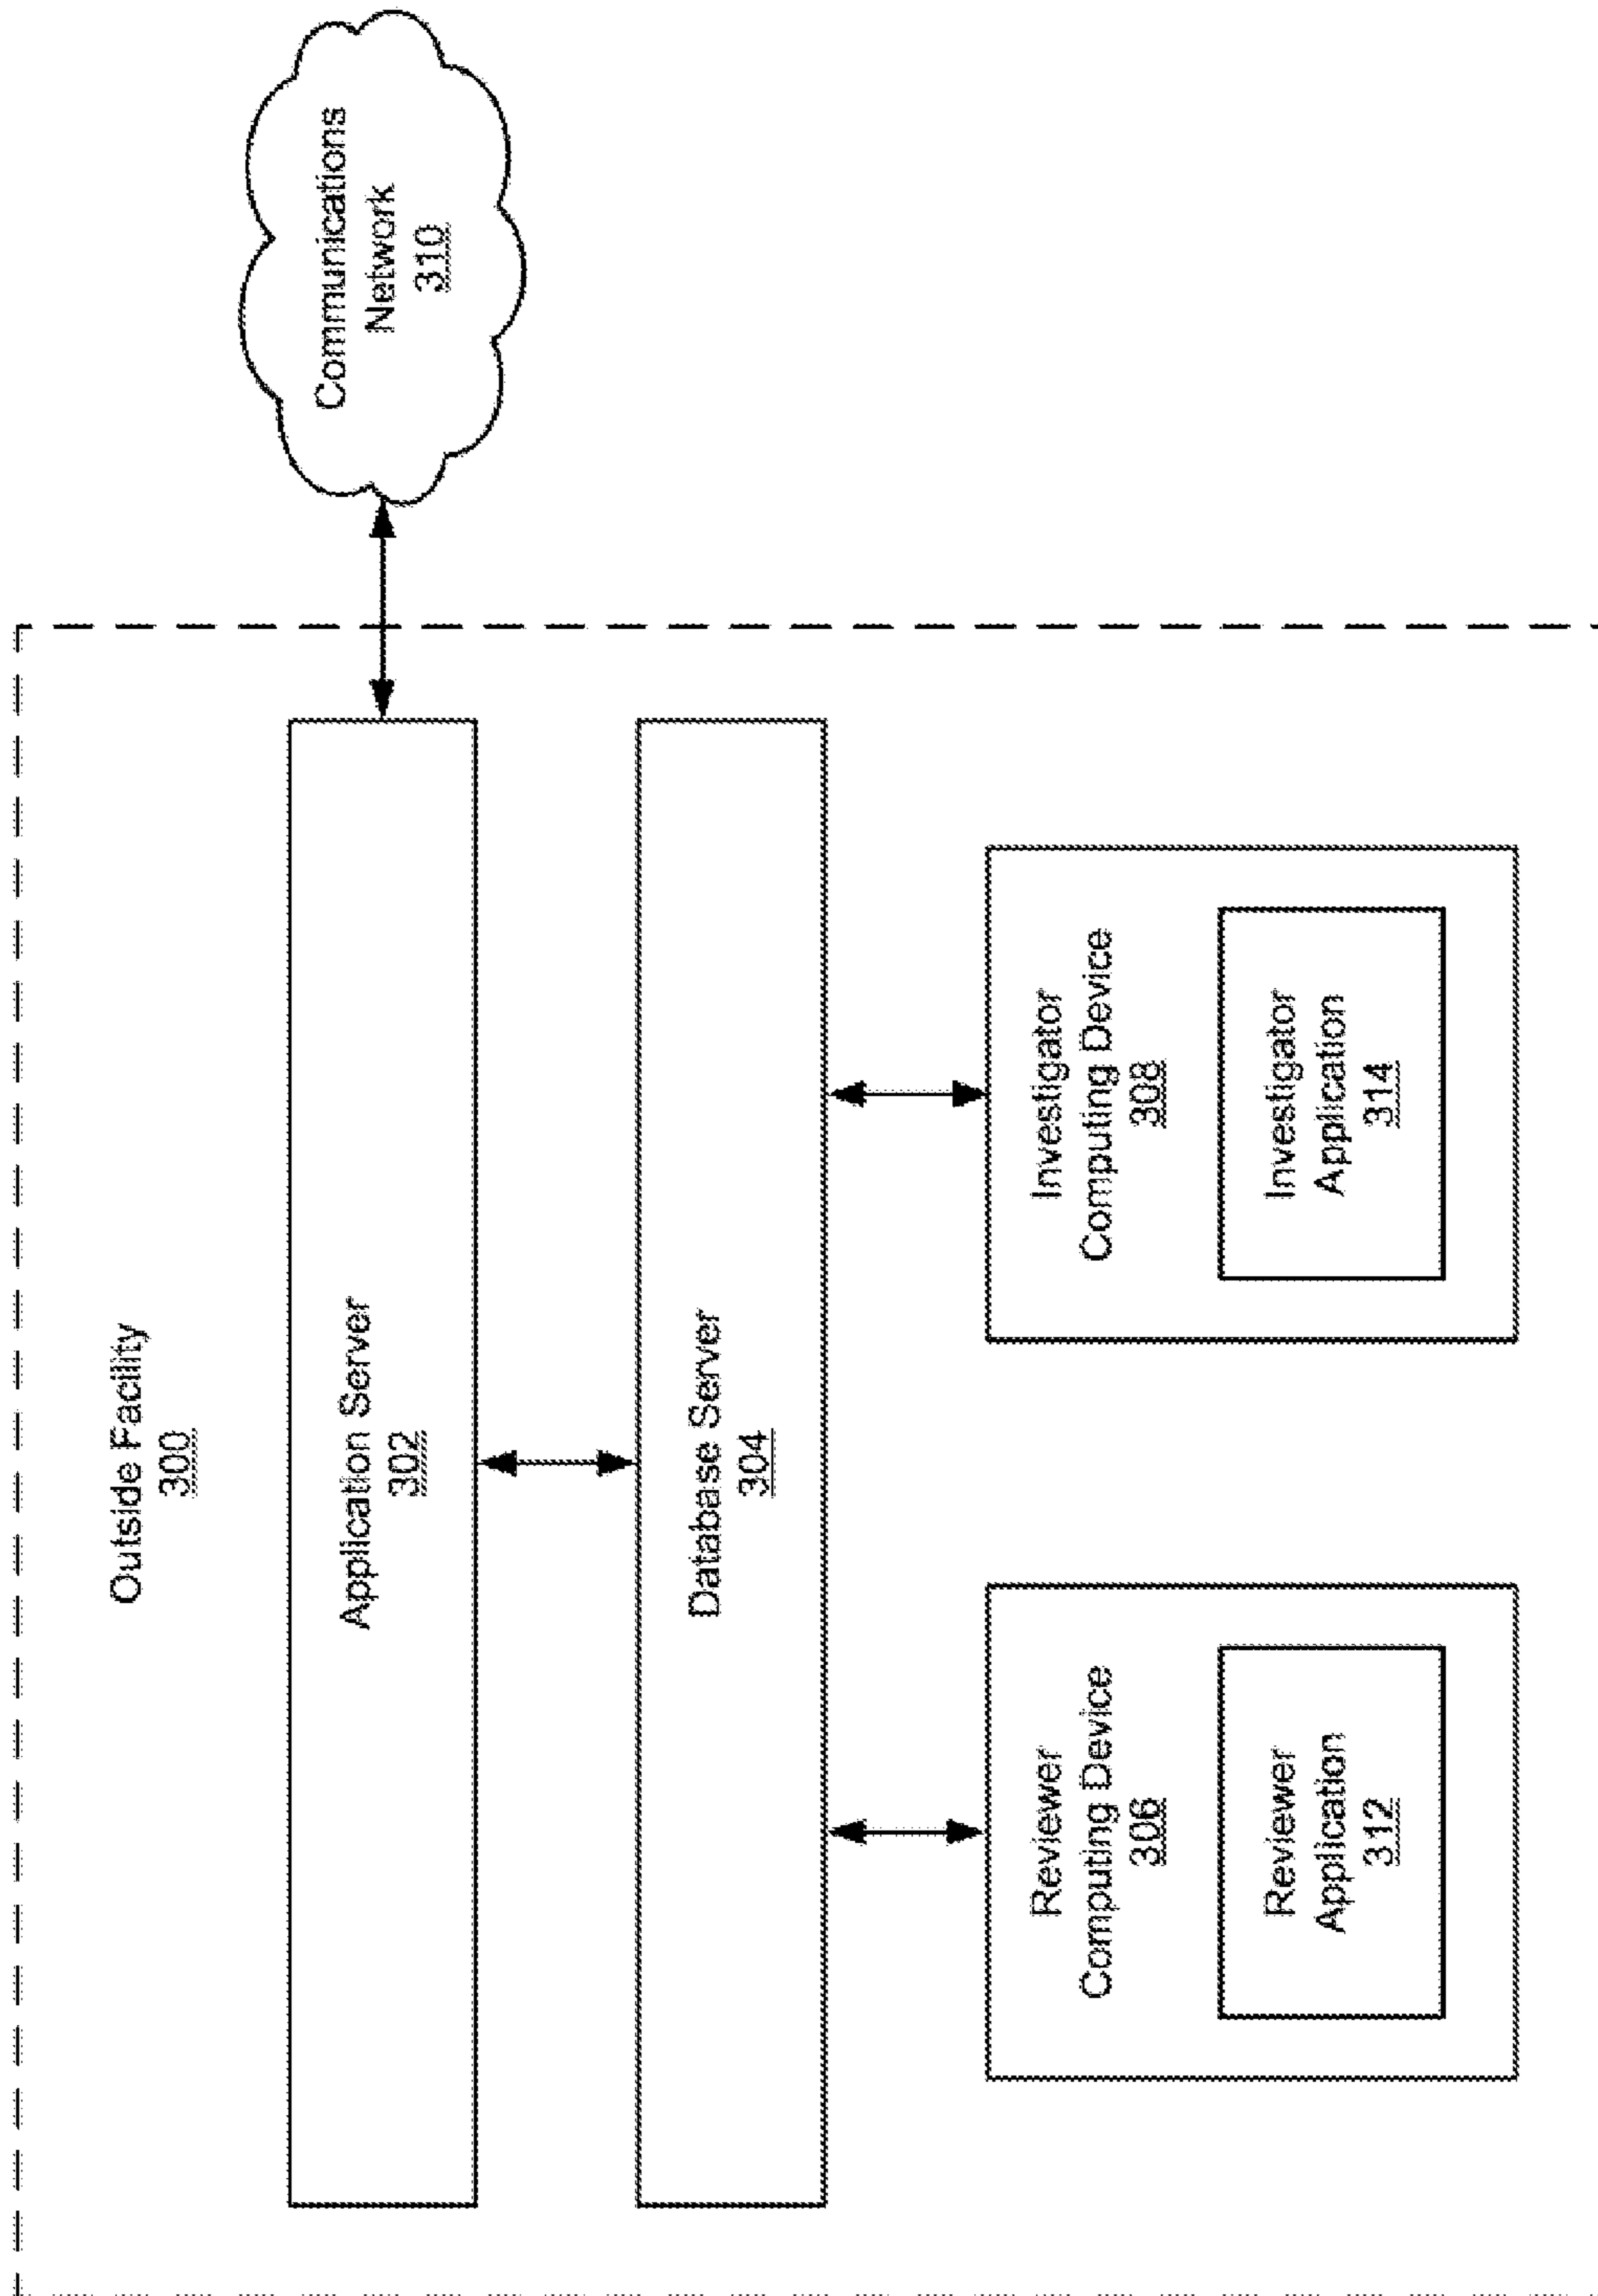 Outside Facility
300
Application Server
302
Communications
Network
310
Database Server
304
Reviewer
Computing Device
306
Reviewer
Application
312
Investigator
Computing Device
308
Investigator
Application
314